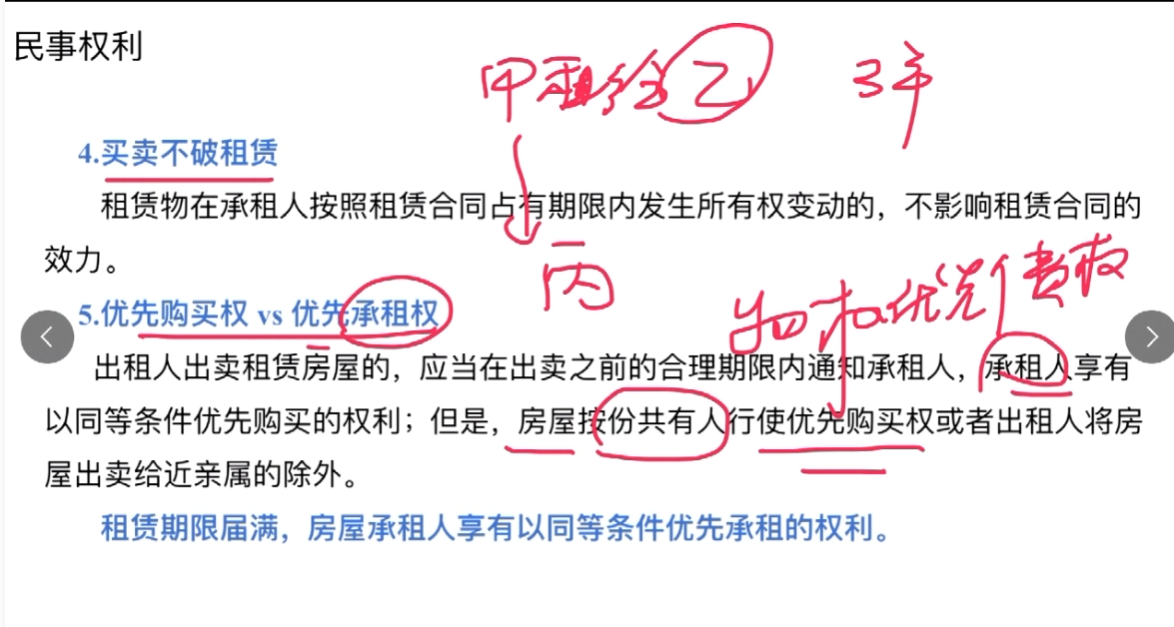 民事权利
甲租给乙 3年
4.买卖不破租赁
租赁物在承租人按照租赁合同占有期限内发生所有权变动的，不影响租赁合同的
效力。
丙
物权优先债权
5.优先购买权 vs 优先承租权
出租人出卖租赁房屋的，应当在出卖之前的合理期限内通知承租人，承租人享有
以同等条件优先购买的权利；但是，房屋按份共有人行使优先购买权或者出租人将房
屋出卖给近亲属的除外。
租赁期限届满，房屋承租人享有以同等条件优先承租的权利。